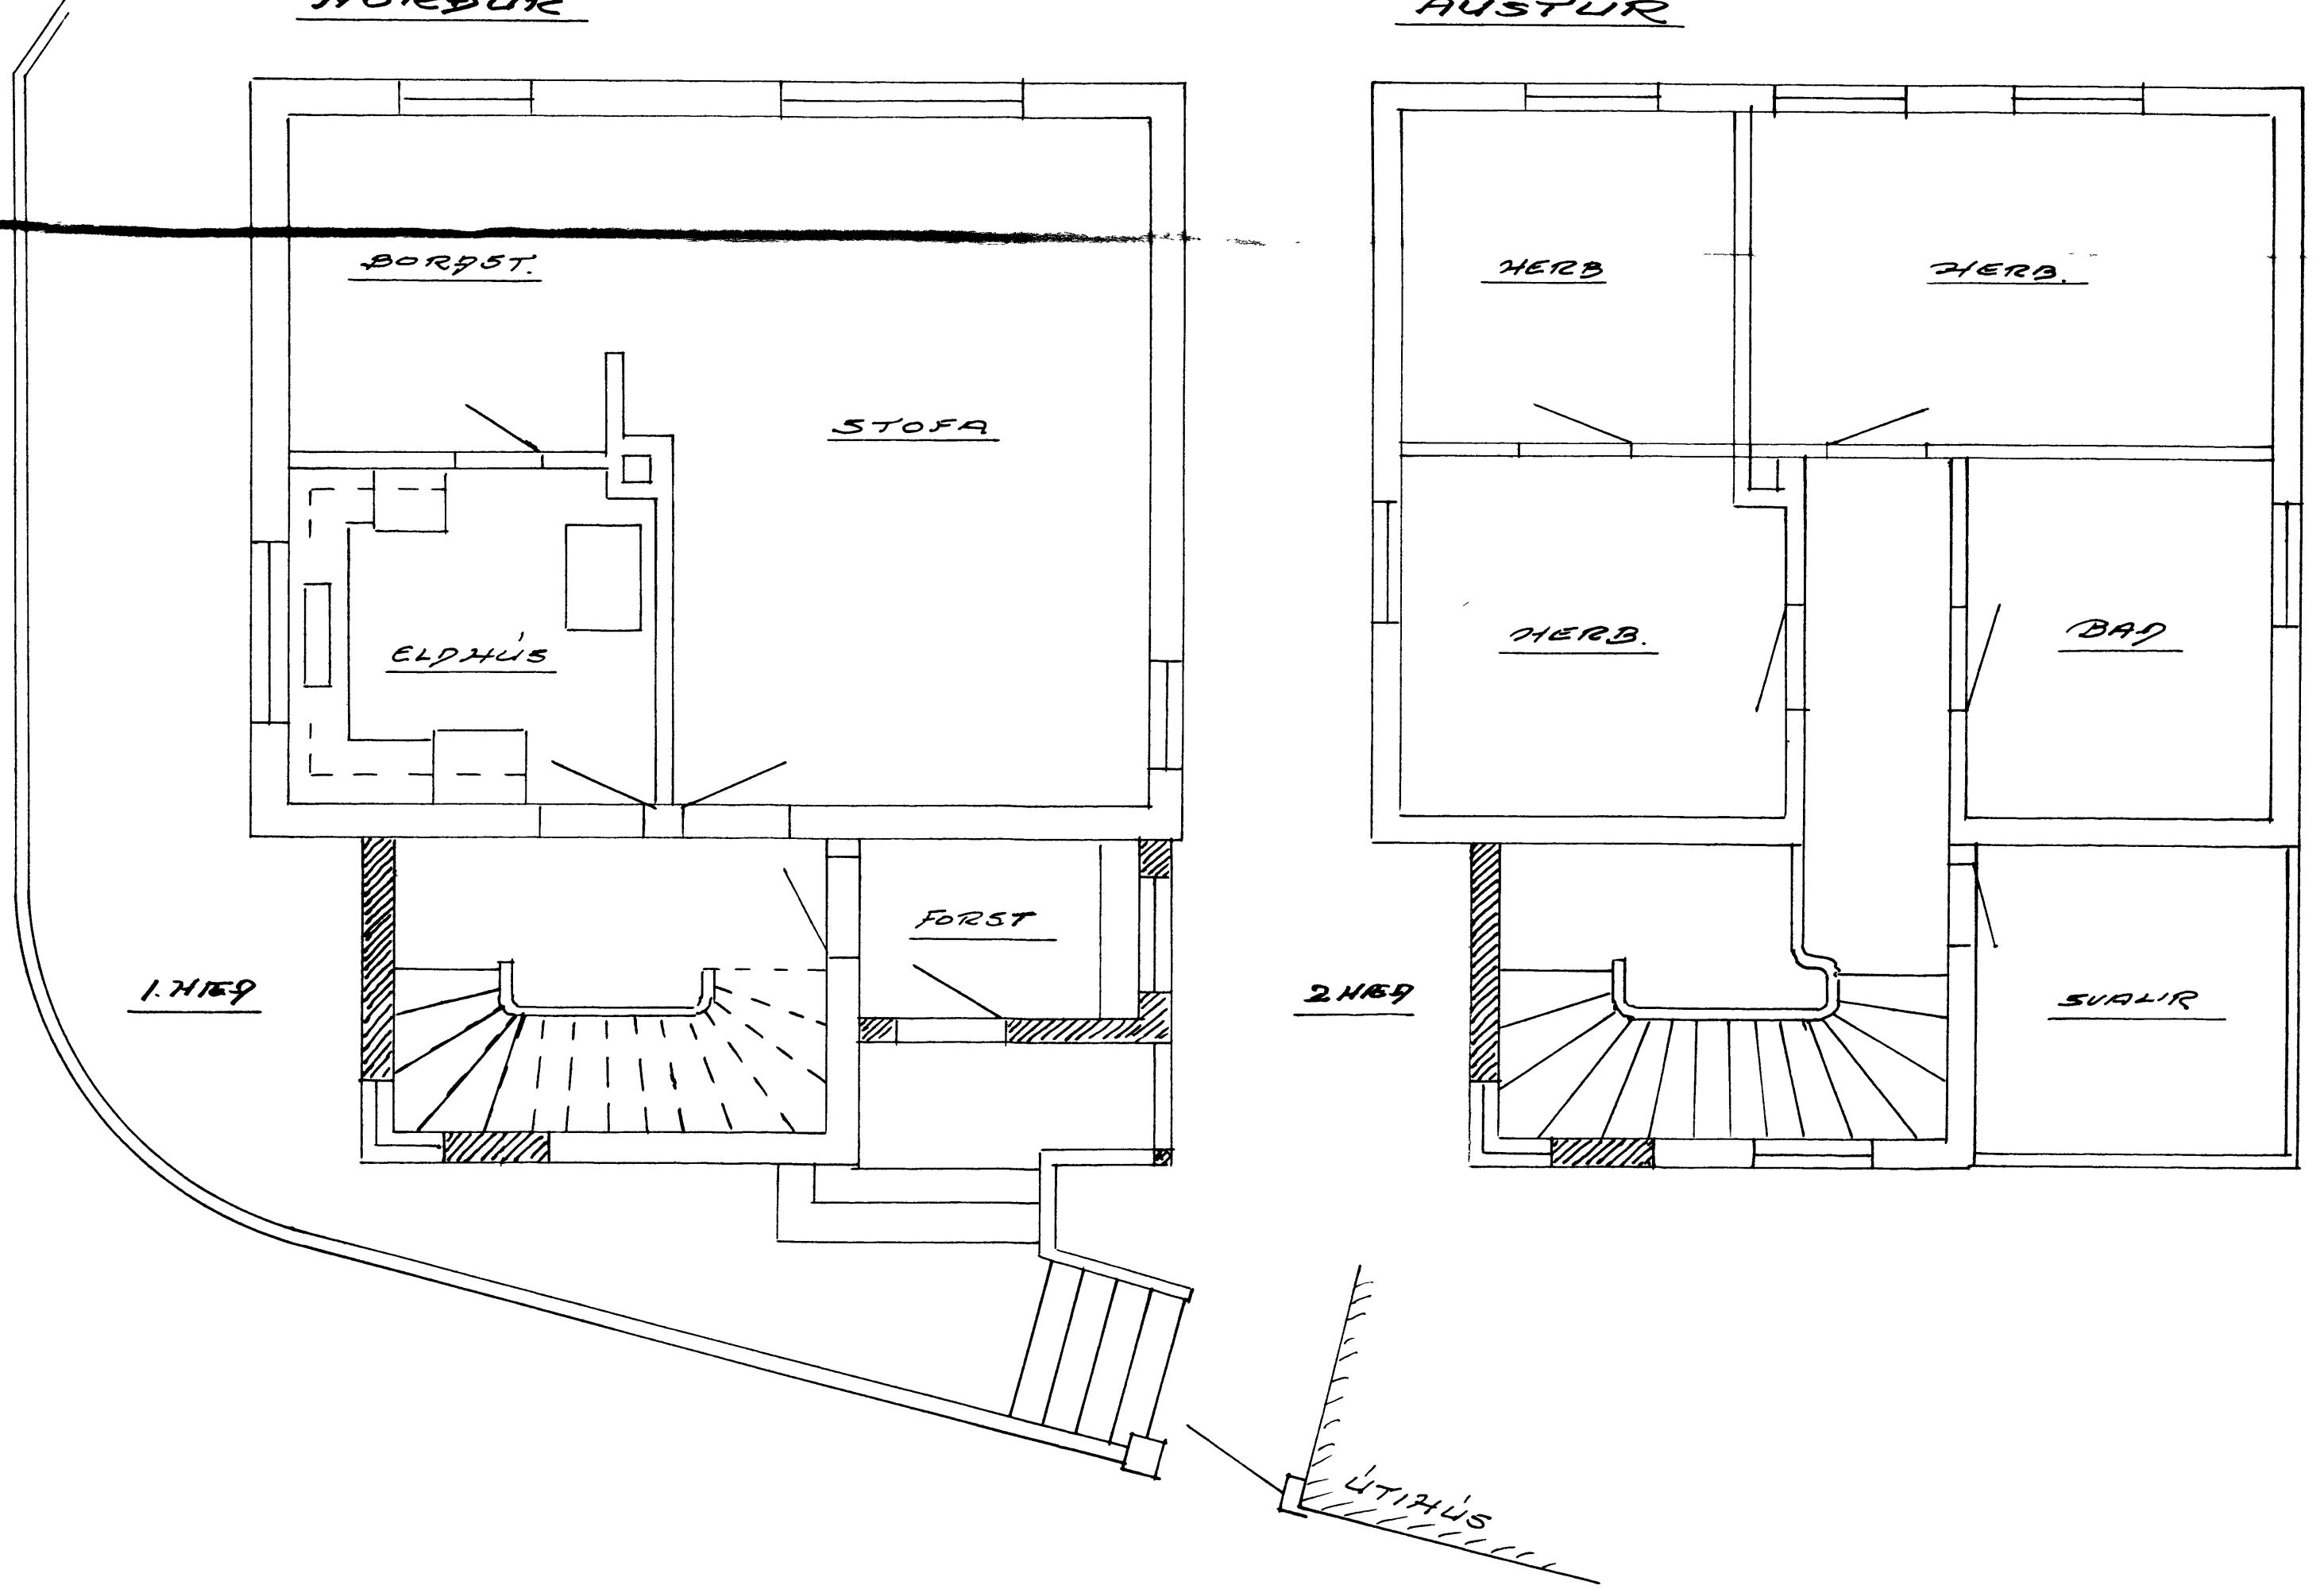 NORÐUR
AUSTUR
BORÐST.
HERB
HERB.
STOFA
ELDHÚS
HERB.
BAÐ
FORST
1. HÆÐ
2 HÆÐ
SVALIR
ÚTIHÚS